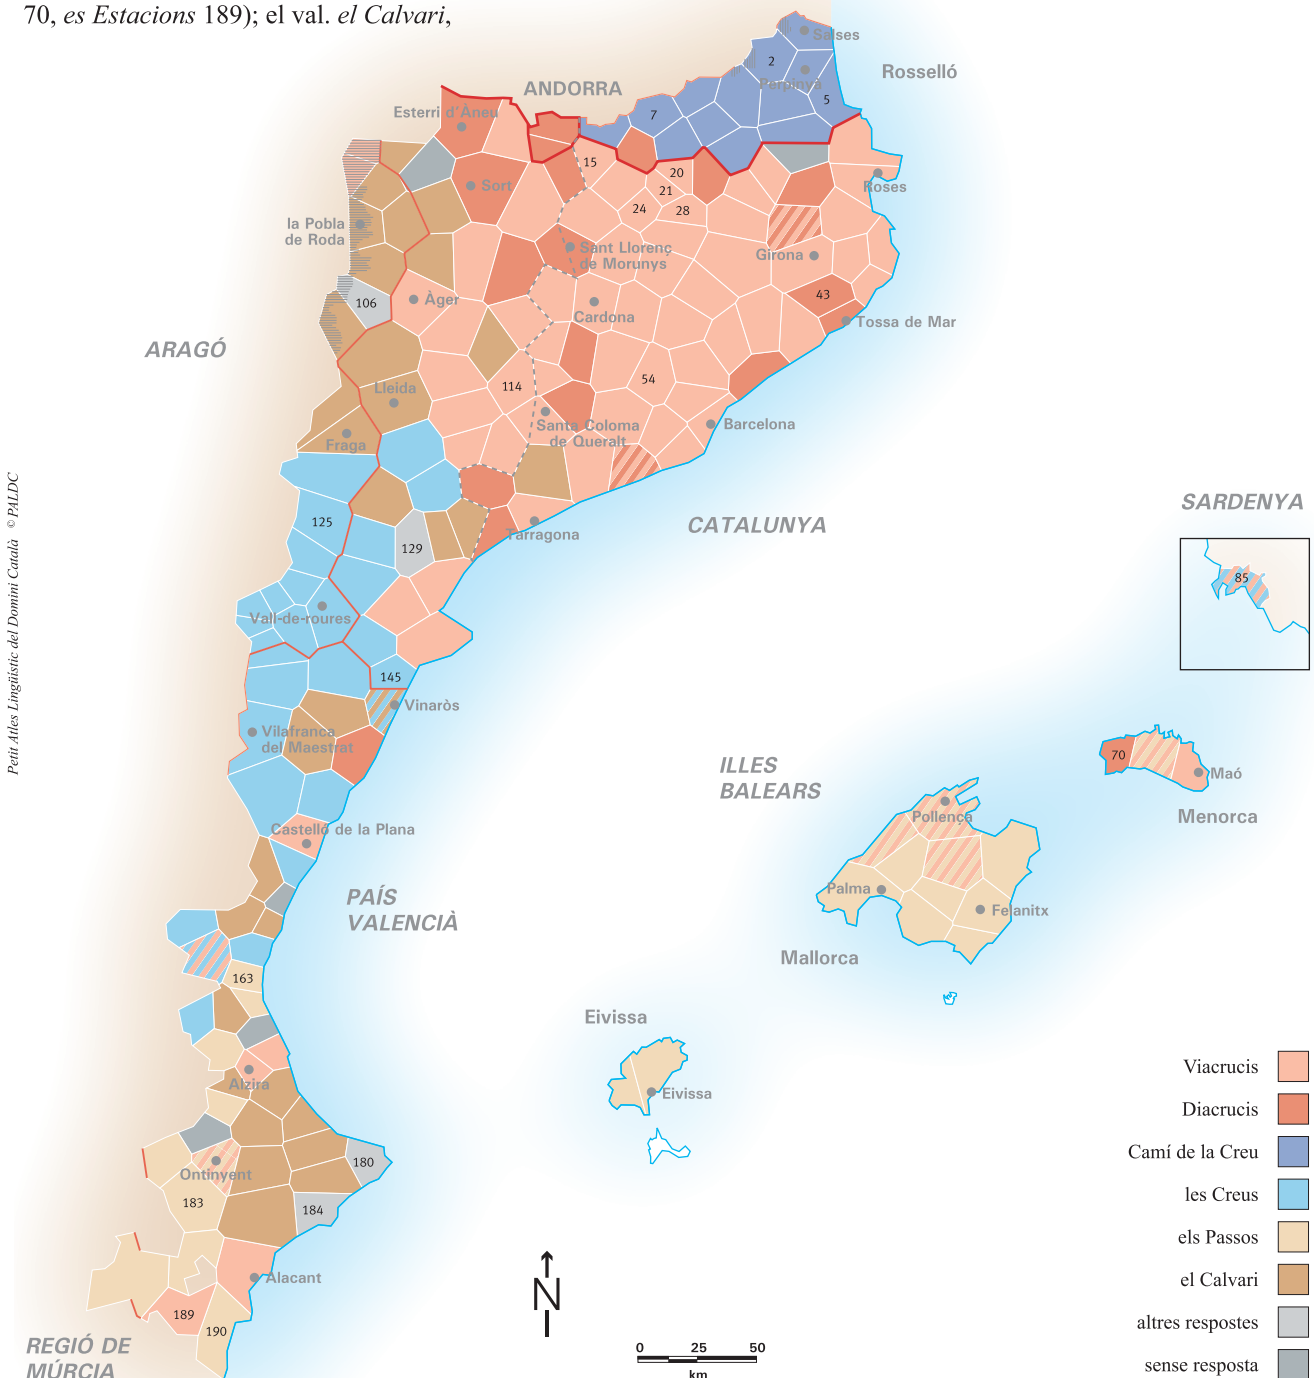 70, es Estacions 189); el val. el Calvari,
Salses
2
Rosselló
Perpinyà
ANDORRA
5
Esterri d'Àneu
7
15
20
Roses
Sort
21
24
28
la Pobla
de Roda
Sant Llorenç
de Morunys
Girona
106
Àger
43
Cardona
Tossa de Mar
ARAGÓ
54
114
Lleida
Santa Coloma
de Queralt
Barcelona
Fraga
Petit Atles Lingüístic del Domini Català © PALDC
SARDENYA
125
CATALUNYA
Tarragona
129
85
Vall-de-roures
145
Vinaròs
Vilafranca
del Maestrat
70
ILLES
BALEARS
Maó
Menorca
Pollença
Castelló de la Plana
Palma
Felanitx
PAÍS
VALENCIÀ
Mallorca
163
Eivissa
Alzira
Eivissa
Viacrucis
Diacrucis
Camí de la Creu
les Creus
els Passos
el Calvari
altres respostes
sense resposta
180
Ontinyent
183
184
Alacant
189
190
REGIÓ DE
MÚRCIA
N
0 25 50
km